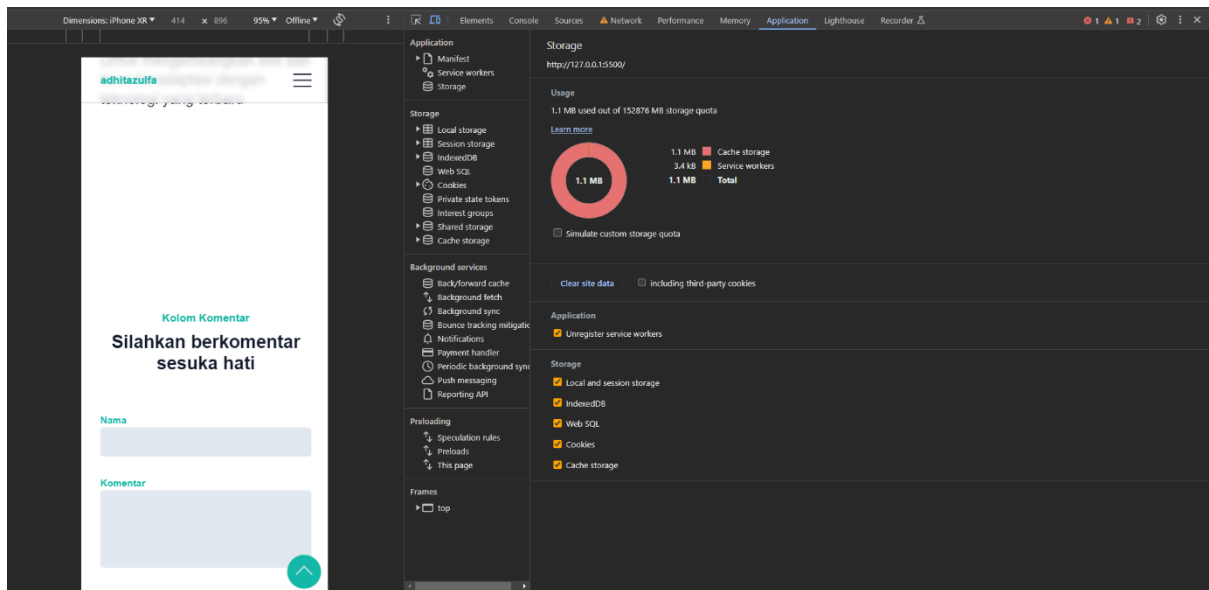 Dimensions: iPhone XR ▼ 414 x 896 95% ▼ Offline ▼
Elements Console Sources Network Performance Memory Application Lighthouse Recorder
1 1 2
adhitazulfa
teknologi yang terbaru
Kolom Komentar
Silahkan berkomentar
sesuka hati
Nama
Komentar
Application
Manifest
Service workers
Storage
Storage
Local storage
Session storage
IndexedDB
Web SQL
Cookies
Private state tokens
Interest groups
Shared storage
Cache storage
Background services
Back/forward cache
Background fetch
Background sync
Bounce tracking mitigatic
Notifications
Payment handler
Periodic background sync
Push messaging
Reporting API
Preloading
Speculation rules
Preloads
This page
Frames
top
Storage
http://127.0.0.1:5500/
Usage
1.1 MB used out of 152876 MB storage quota
Learn more
1.1 MB
1.1 MB Cache storage
3.4 kB Service workers
1.1 MB Total
Simulate custom storage quota
Clear site data including third-party cookies
Application
Unregister service workers
Storage
Local and session storage
IndexedDB
Web SQL
Cookies
Cache storage